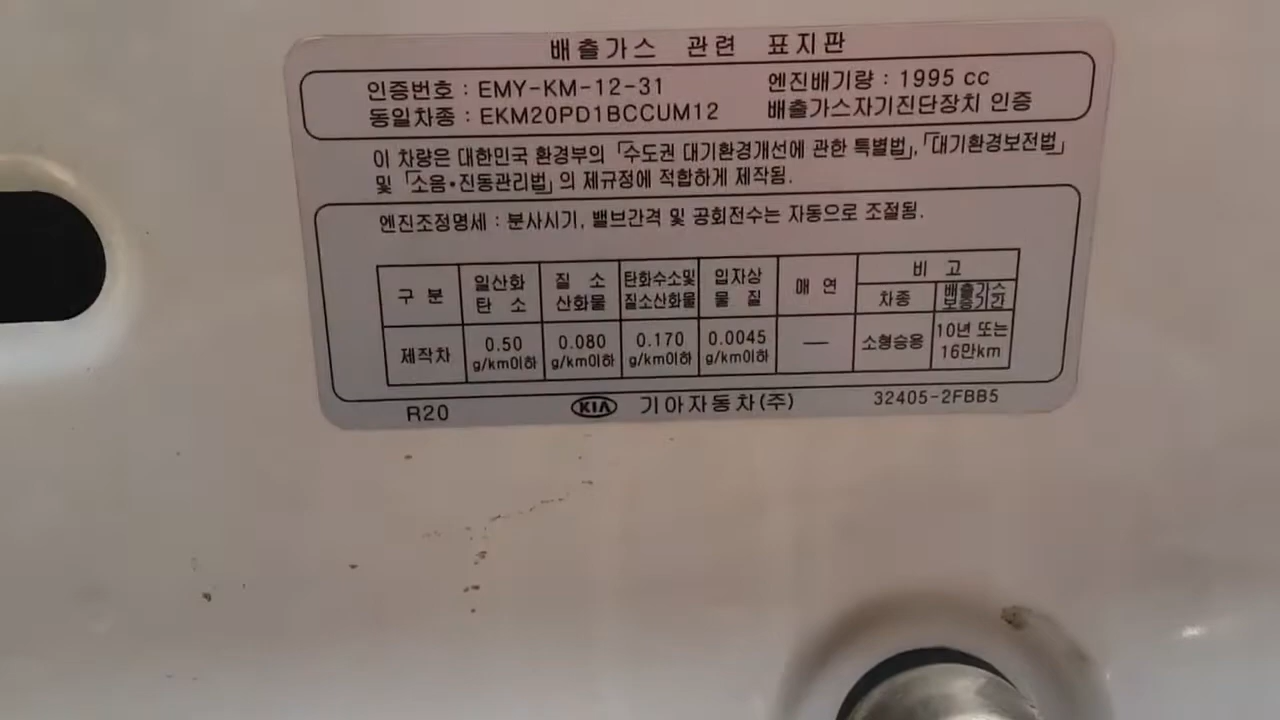 배출가스 관련 표지판
인증번호 : EMY-KM-12-31 엔진배기량 : 1995 cc
동일차종 : EKM20PD1BCCUM12 배출가스자기진단장치 인증
이 차량은 대한민국 환경부의 「수도권 대기환경개선에 관한 특별법」, 「대기환경보전법」
및 「소음•진동관리법」의 제규정에 적합하게 제작됨.
엔진조정명세 : 분사시기, 밸브간격 및 공회전수는 자동으로 조절됨.
구 분 일산화탄 소 질 소산화물 탄화수소및질소산화물 입자상물 질 매 연 비 고
차종 배출가스보증기간
제작차 0.50 g/km이하 0.080 g/km이하 0.170 g/km이하 0.0045 g/km이하 — 소형승용 10년 또는 16만km
R20 KIA 기아자동차(주) 32405-2FBB5